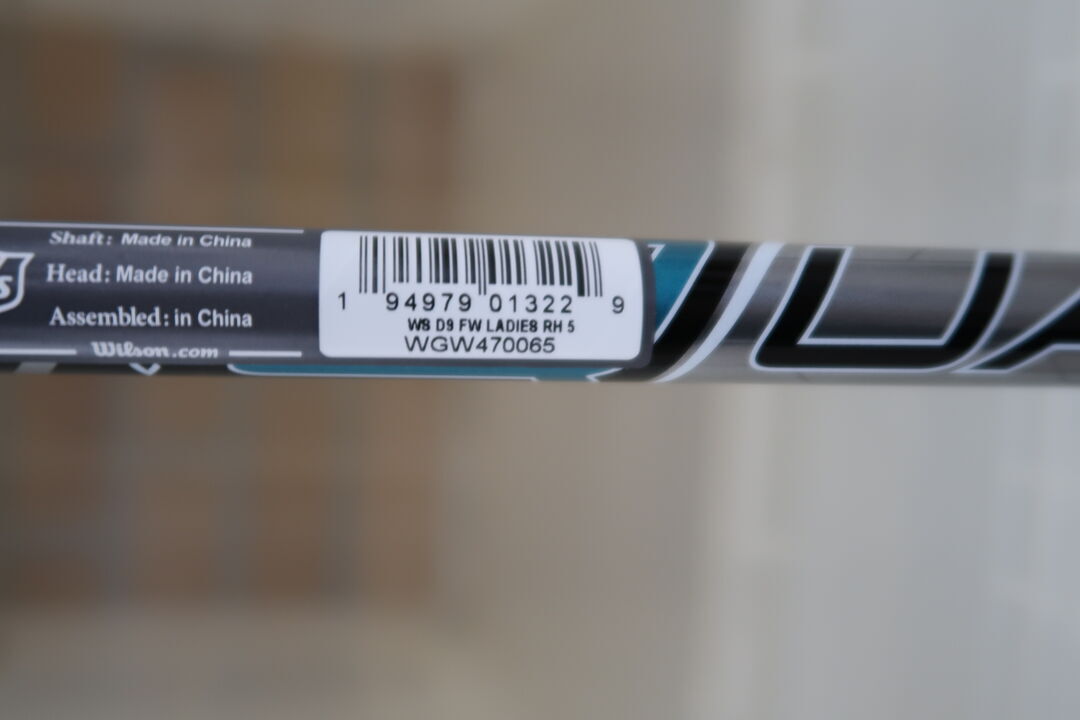 Shaft: Made in China
Head: Made in China
Assembled: in China
Wilson.com
1 94979 01322 9
WS D9 FW LADIES RH 5
WGW470065